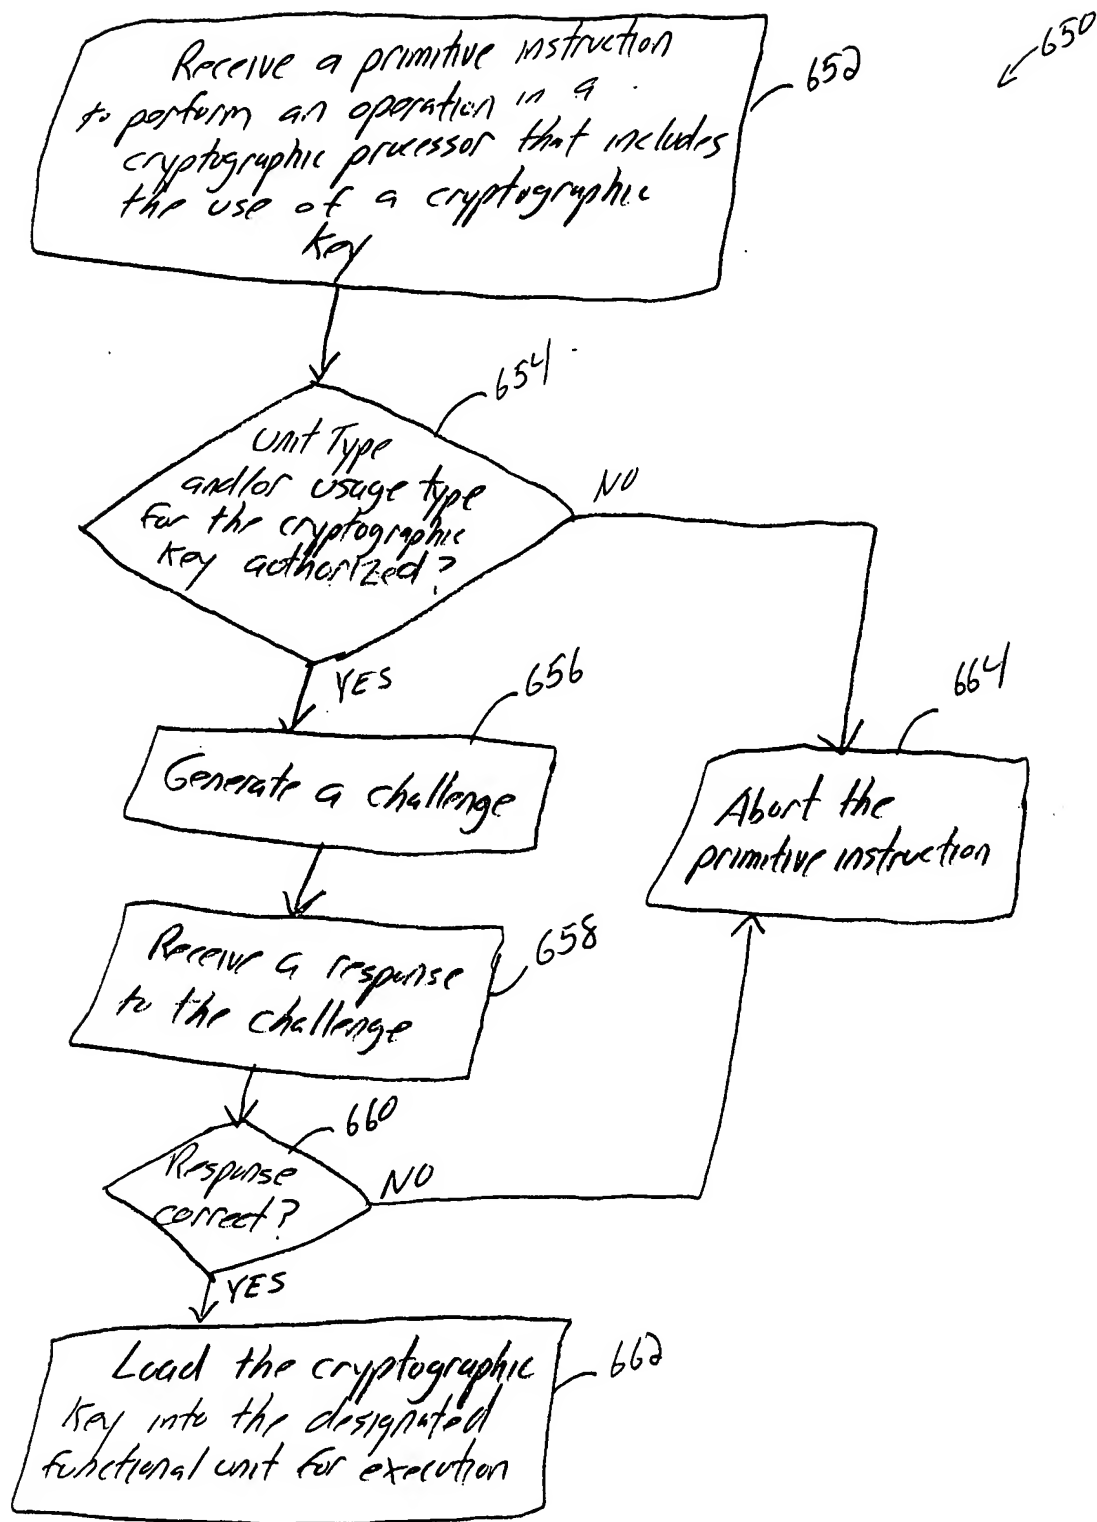 650
Receive a primitive instruction
to perform an operation in a
cryptographic processor that includes
the use of a cryptographic
Key
652
654
Unit Type
and/or usage type
for the cryptographic
Key authorized?
NO
YES
656
Generate a challenge
664
Abort the
primitive instruction
Receive a response
to the challenge
658
660
Response
correct?
NO
YES
Load the cryptographic
Key into the designated
functional unit for execution
662